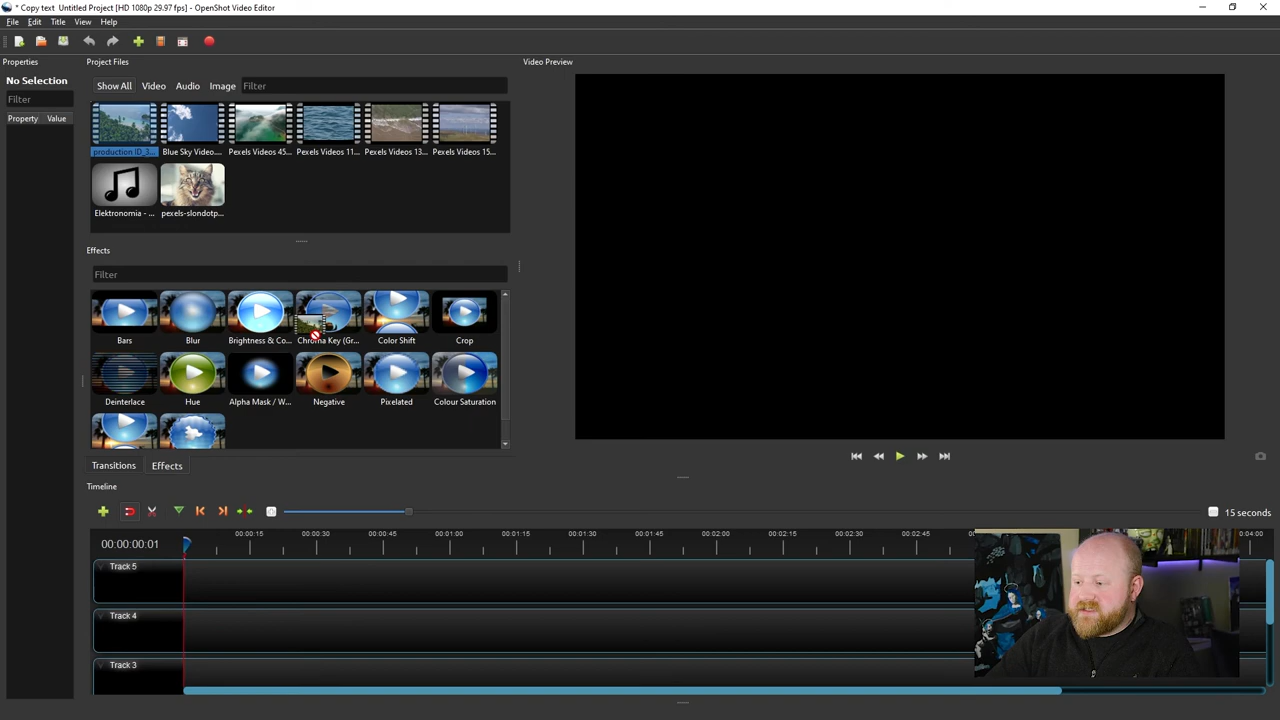 * Copy text  Untitled Project [HD 1080p 29.97 fps] - OpenShot Video Editor
File Edit Title View Help
Properties
Project Files
Video Preview
No Selection
Show All Video Audio Image Filter
Filter
Property Value
production ID_3... Blue Sky Video.... Pexels Videos 45... Pexels Videos 11... Pexels Videos 13... Pexels Videos 15...
Elektronomia - ... pexels-slondotp...
Effects
Filter
Bars Blur Brightness & Co... Chroma Key (Gr... Color Shift Crop
Deinterlace Hue Alpha Mask / W... Negative Pixelated Colour Saturation
Transitions Effects
Timeline
15 seconds
00:00:00:01
00:00:15 00:00:30 00:00:45 00:01:00 00:01:15 00:01:30 00:01:45 00:02:00 00:02:15 00:02:30 00:02:45 0:04:00
Track 5
Track 4
Track 3